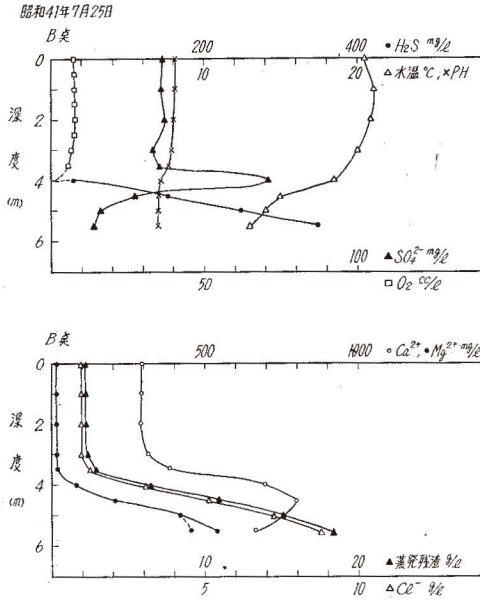 昭和41年7月25日
B点
200 400 ● H2S mg/l
0 10 20 △ 水温 ℃, × PH
2
深度 (m)
4
6
100 ▲ SO4 2- mg/l
50 □ O2 cc/l
B点
500 1000 ○ Ca2+, ● Mg2+ mg/l
0
2
深度 (m)
4
6
10 20 ▲ 蒸発残渣 g/l
5 10 △ Cl- g/l